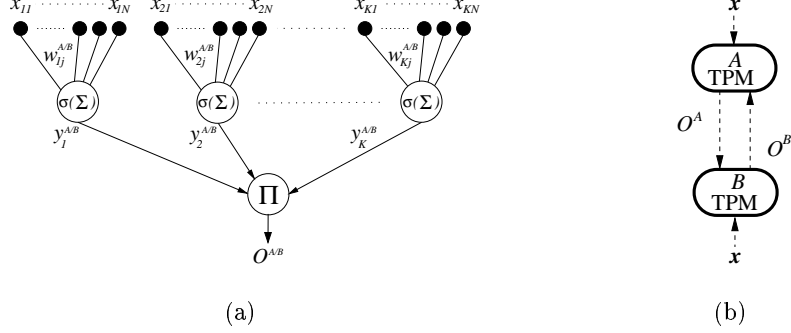 x11 ........... x1N x21 ........... x2N ........... xK1 ........... xKN
w1j^A/B w2j^A/B wKj^A/B
σ(Σ) σ(Σ) σ(Σ)
y1^A/B y2^A/B yK^A/B
Π
O^A/B
(a)
x
A
TPM
O^A
O^B
B
TPM
x
(b)